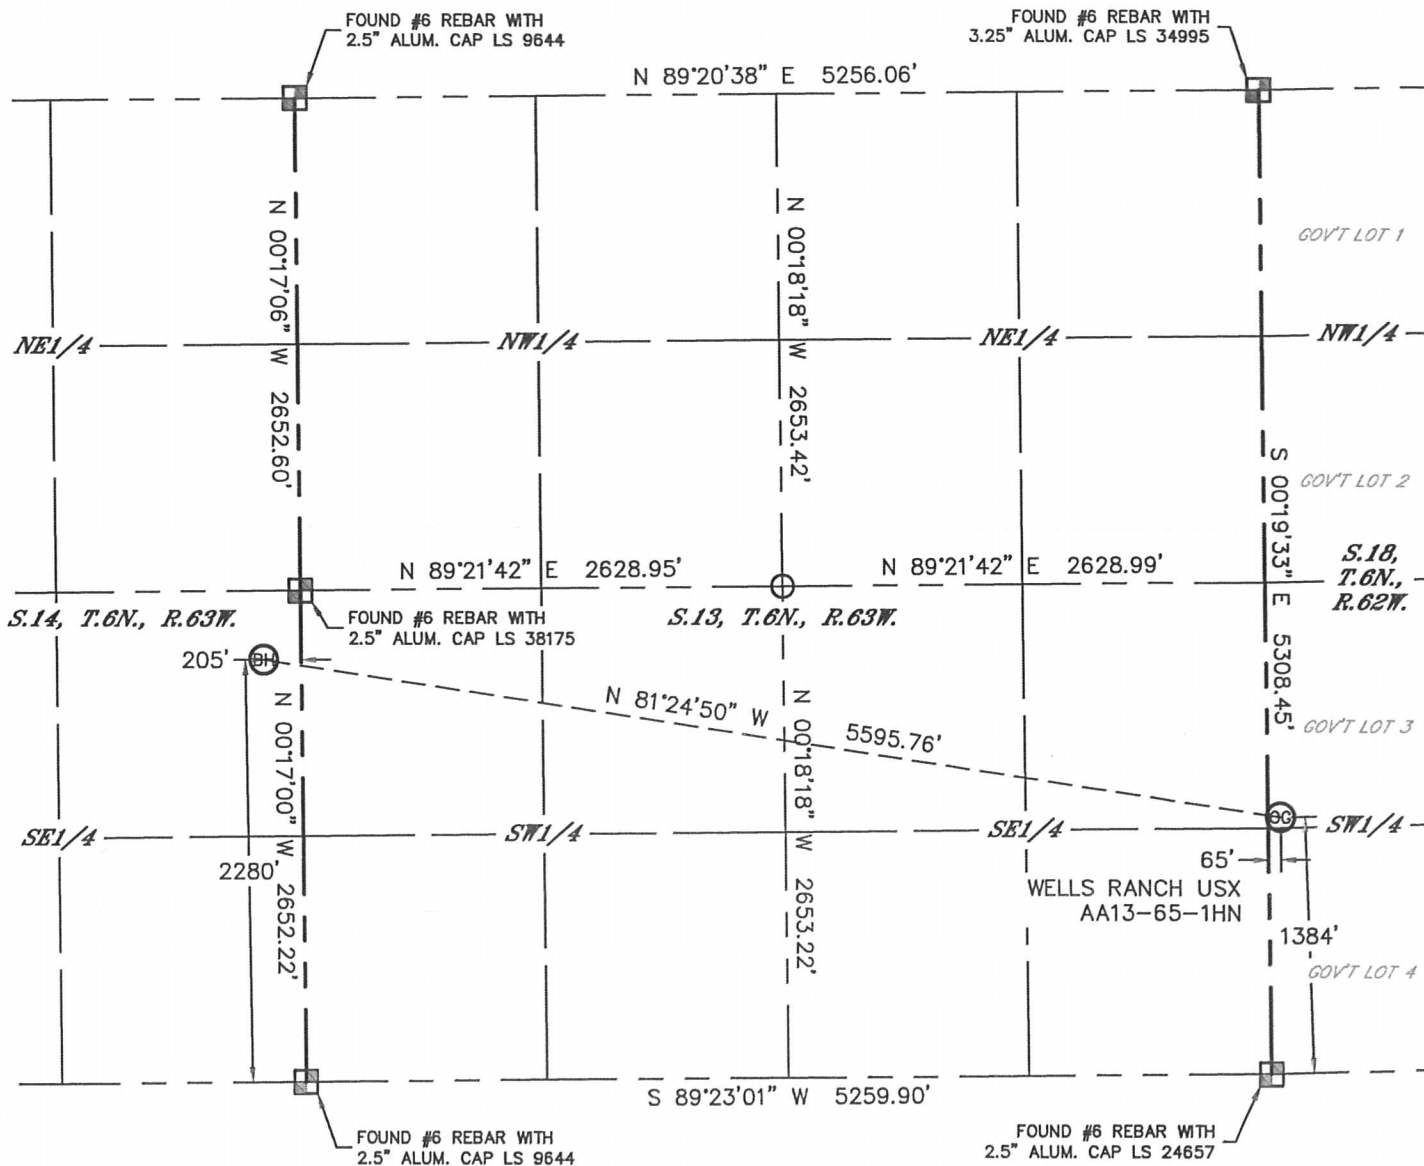 FOUND #6 REBAR WITH
2.5" ALUM. CAP LS 9644
FOUND #6 REBAR WITH
3.25" ALUM. CAP LS 34995
N 89°20'38" E 5256.06'
N 00°17'06" W 2652.60'
N 00°18'18" W 2653.42'
GOV'T LOT 1
NE1/4
NW1/4
NE1/4
NW1/4
S 00°19'33" E 5308.45'
GOV'T LOT 2
N 89°21'42" E 2628.95'
N 89°21'42" E 2628.99'
S.18,
T.6N.,
R.62W.
S.14, T.6N., R.63W.
FOUND #6 REBAR WITH
2.5" ALUM. CAP LS 38175
S.13, T.6N., R.63W.
205'
BH
N 81°24'50" W 5595.76'
N 00°17'00" W 2652.22'
N 00°18'18" W 2653.22'
GOV'T LOT 3
OG
SE1/4
SW1/4
SE1/4
SW1/4
2280'
65'
WELLS RANCH USX
AA13-65-1HN
1384'
GOV'T LOT 4
S 89°23'01" W 5259.90'
FOUND #6 REBAR WITH
2.5" ALUM. CAP LS 9644
FOUND #6 REBAR WITH
2.5" ALUM. CAP LS 24657